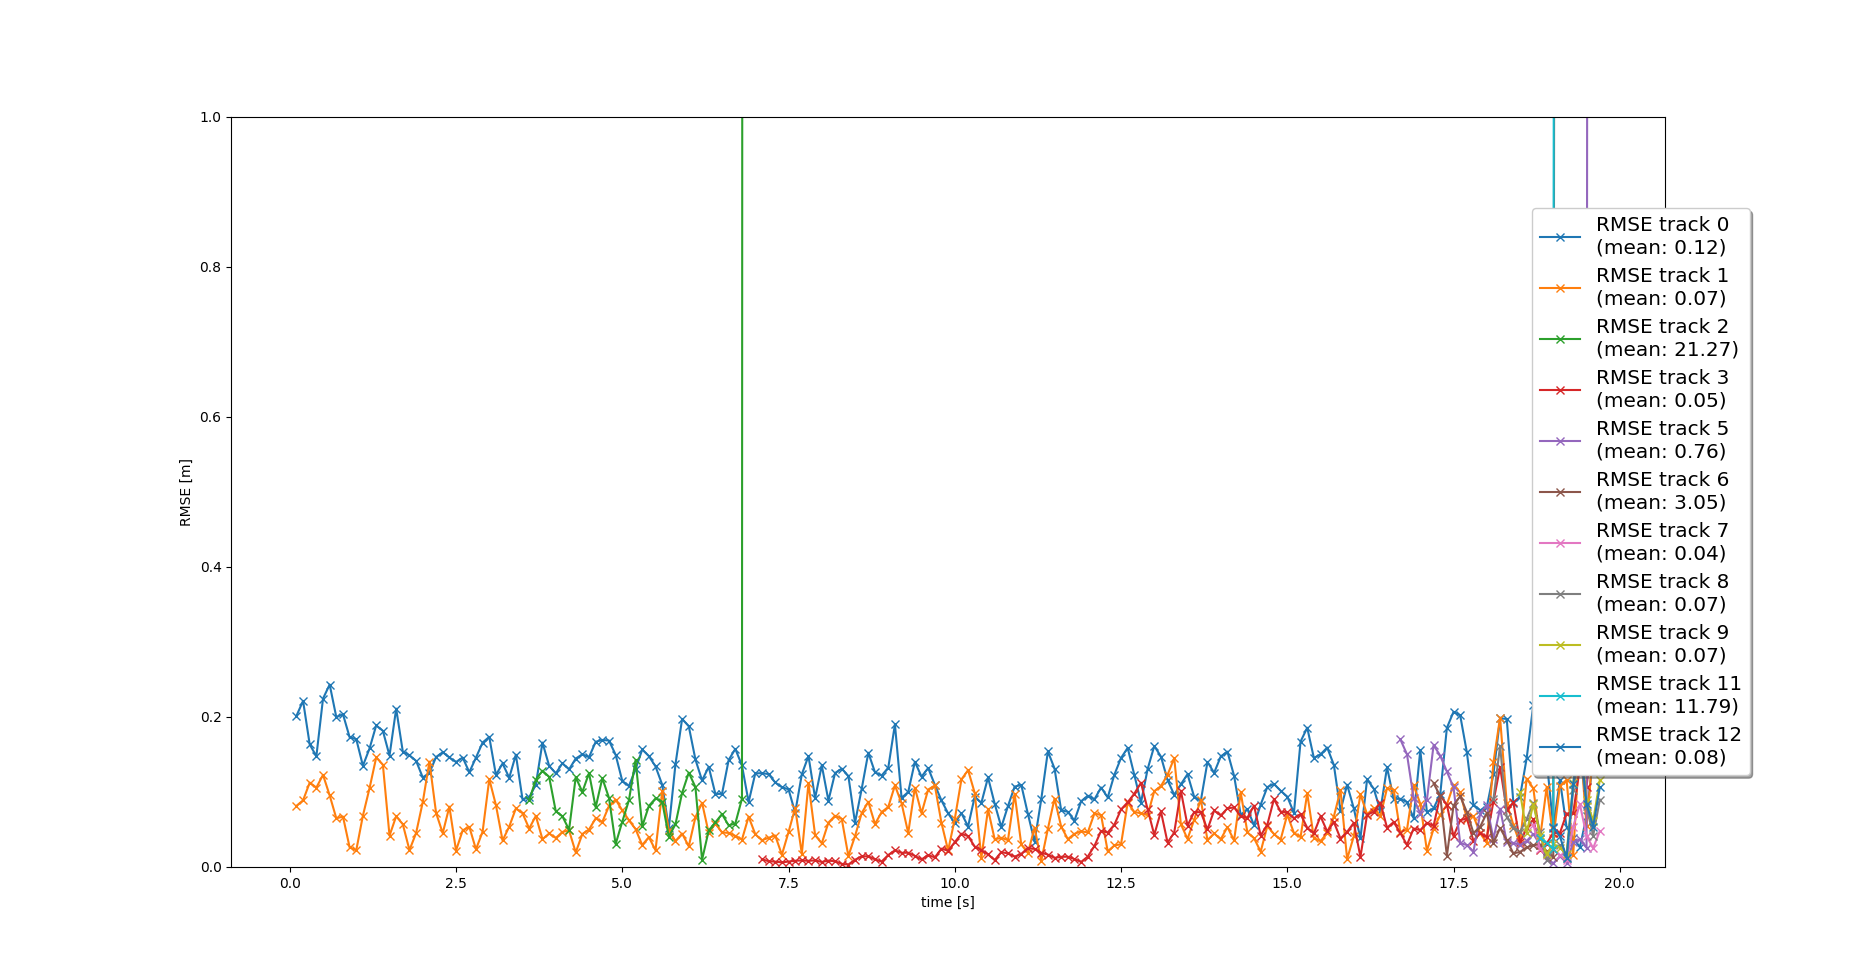 1.0
0.8
0.6
0.4
0.2
0.0
RMSE [m]
0.0 2.5 5.0 7.5 10.0 12.5 15.0 17.5 20.0
time [s]
RMSE track 0
(mean: 0.12)
RMSE track 1
(mean: 0.07)
RMSE track 2
(mean: 21.27)
RMSE track 3
(mean: 0.05)
RMSE track 5
(mean: 0.76)
RMSE track 6
(mean: 3.05)
RMSE track 7
(mean: 0.04)
RMSE track 8
(mean: 0.07)
RMSE track 9
(mean: 0.07)
RMSE track 11
(mean: 11.79)
RMSE track 12
(mean: 0.08)